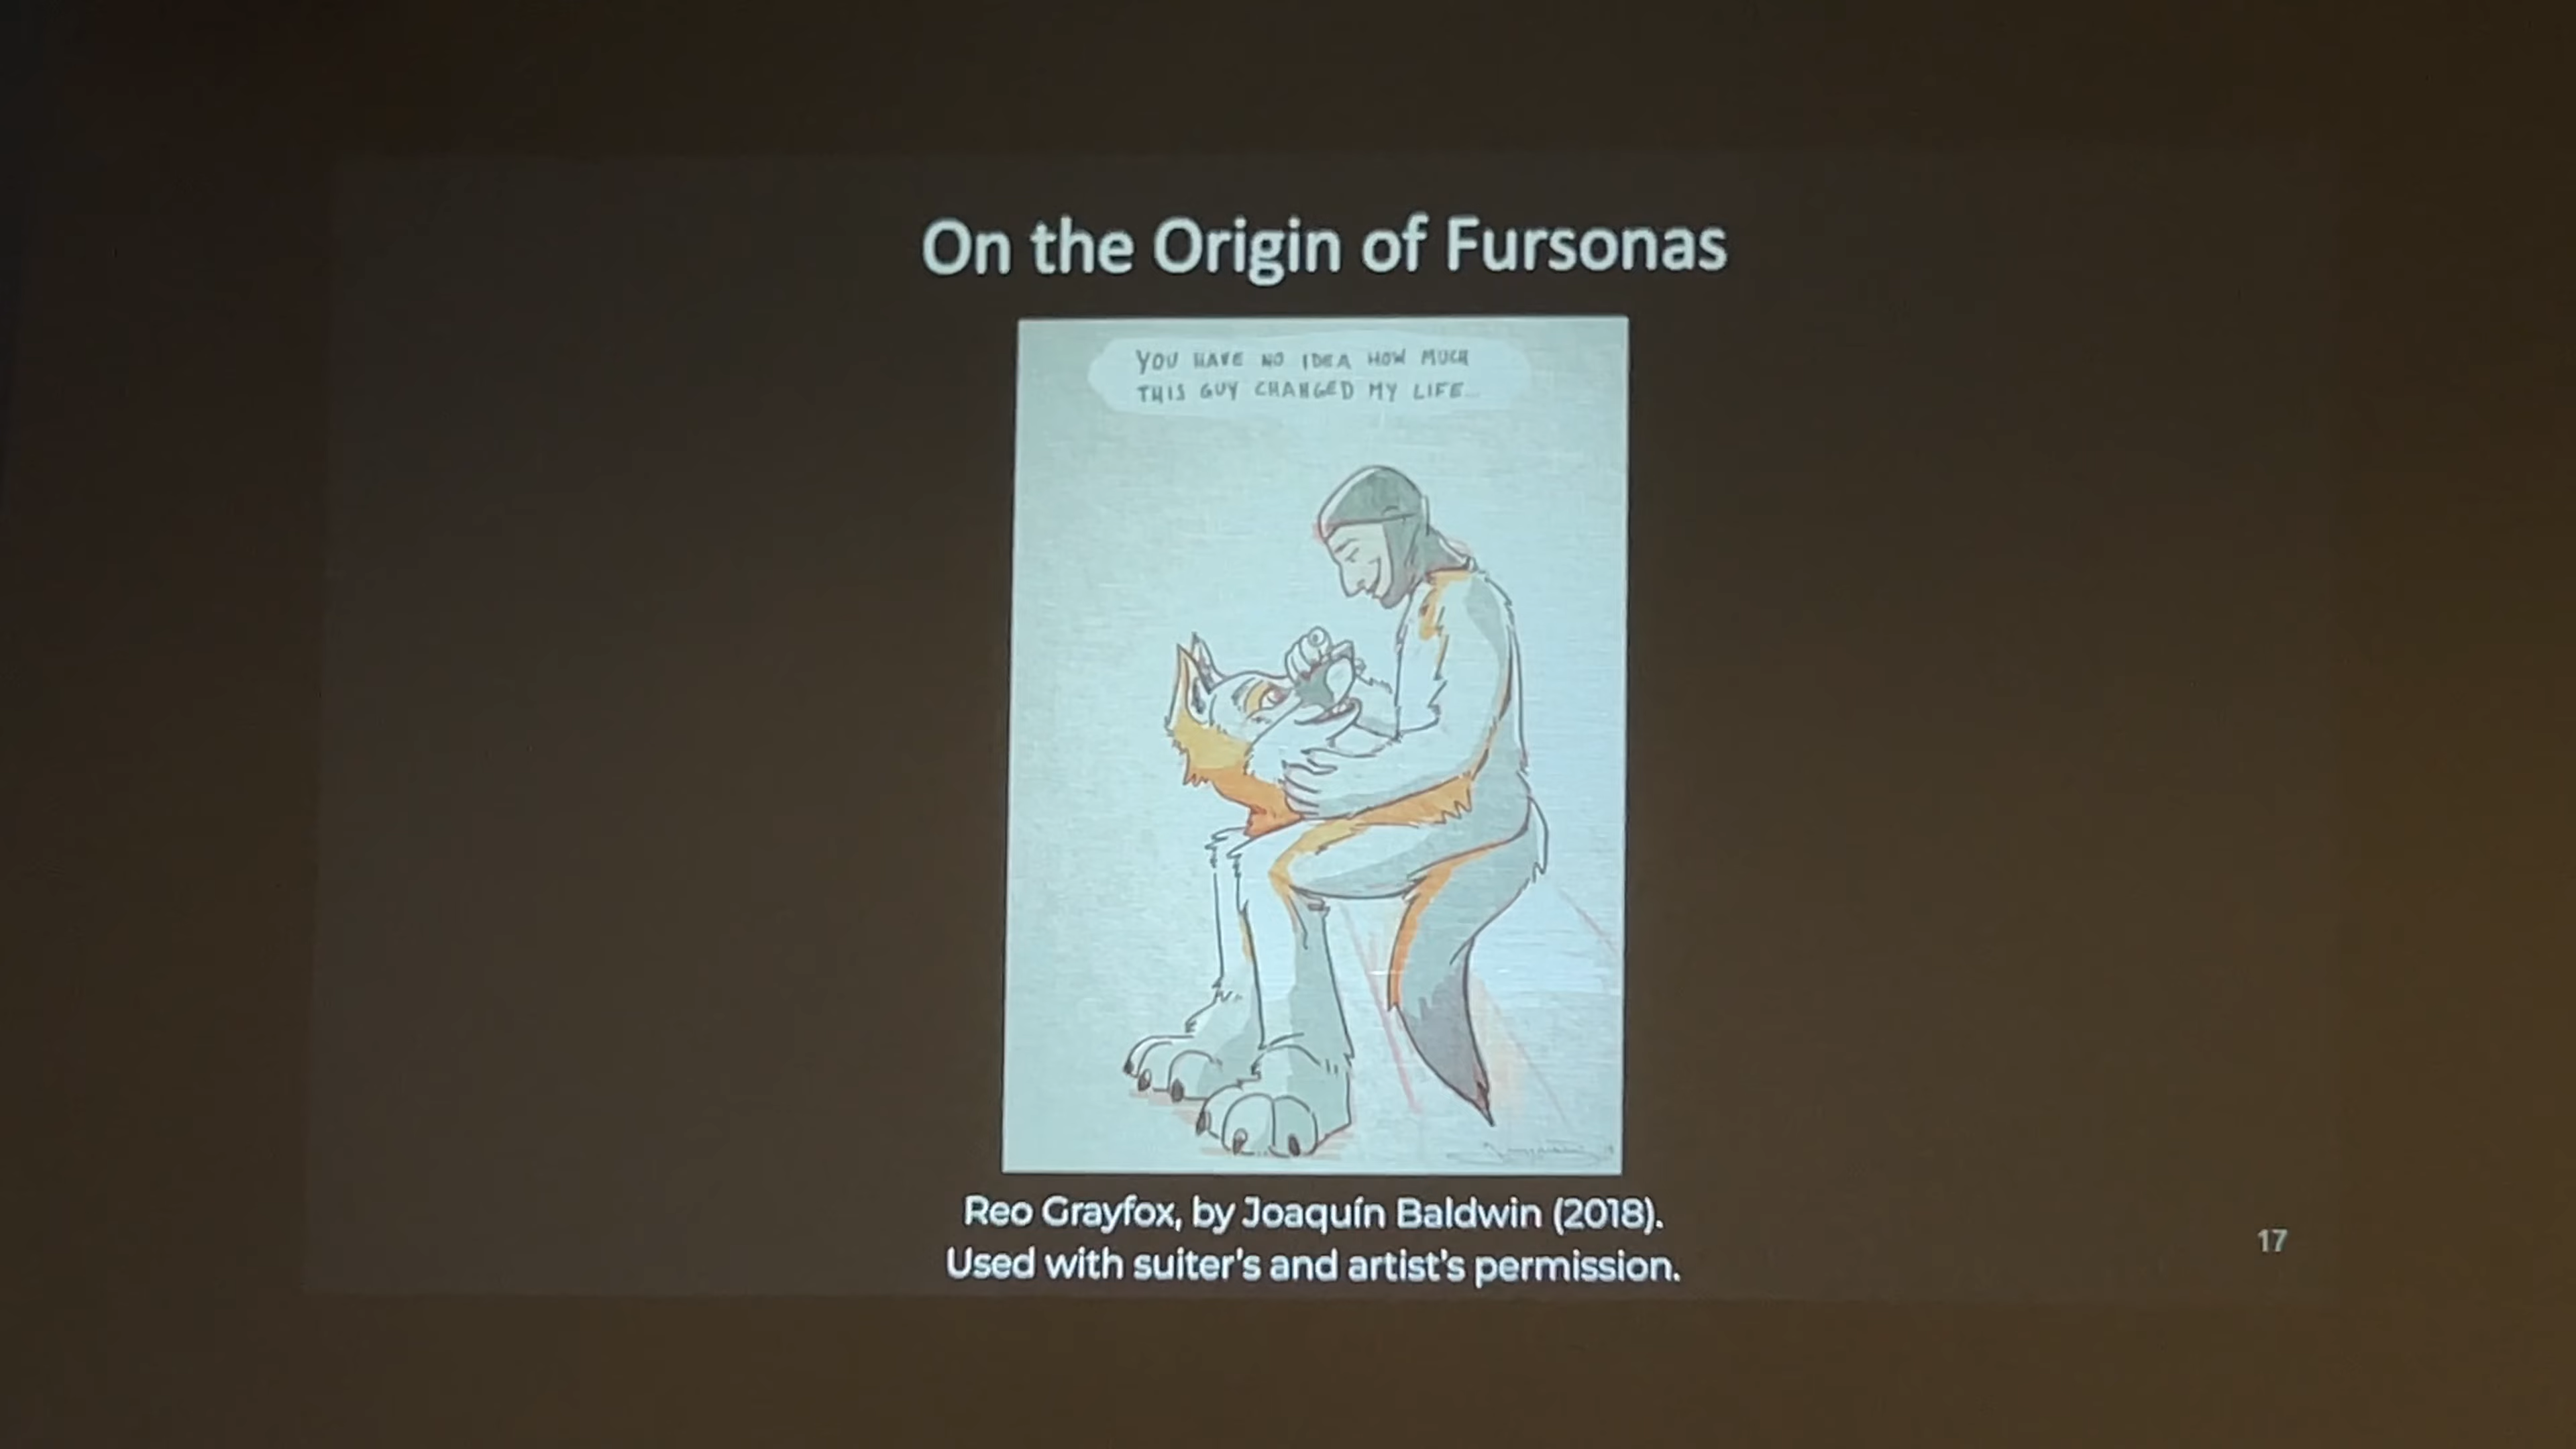 On the Origin of Fursonas
YOU HAVE NO IDEA HOW MUCH
THIS GUY CHANGED MY LIFE...
Reo Grayfox, by Joaquín Baldwin (2018).
Used with suiter's and artist's permission.
17